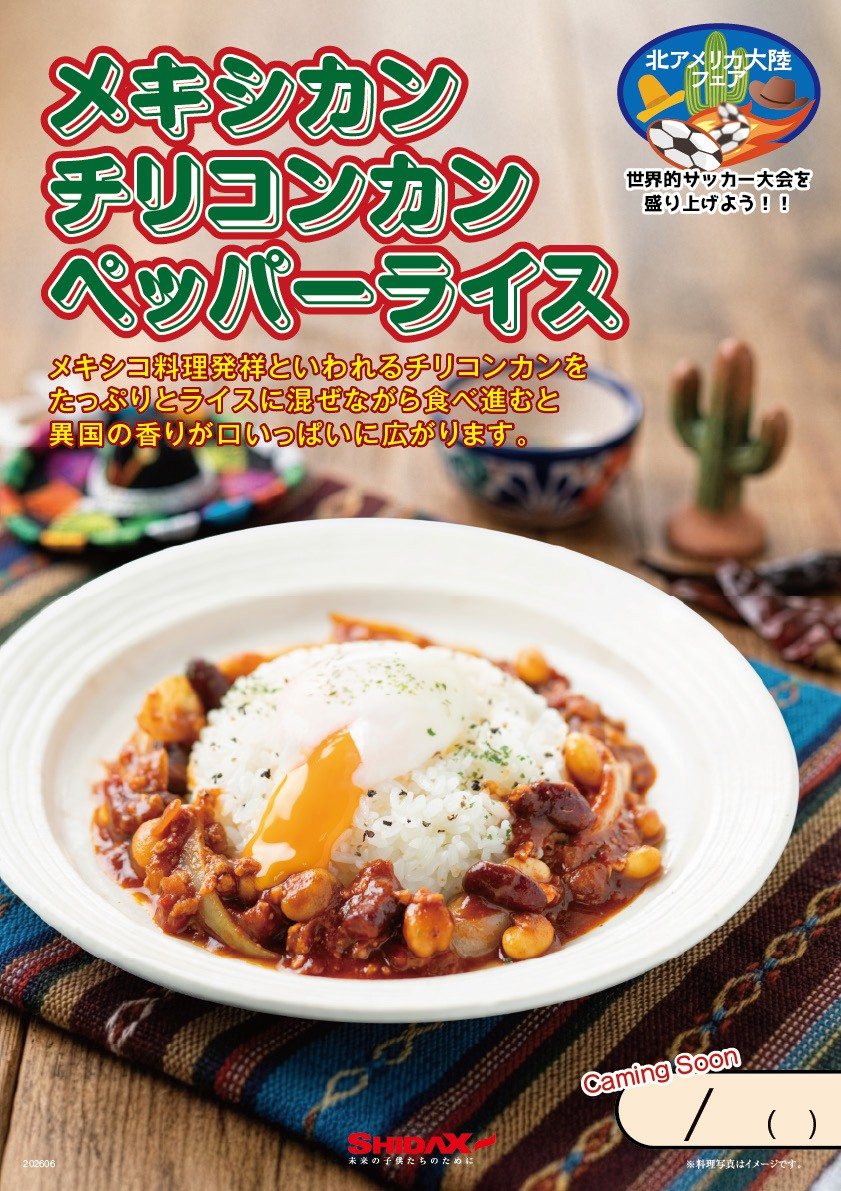 メキシカン
チリコンカン
ペッパーライス
北アメリカ大陸
フェア
世界的サッカー大会を
盛り上げよう！！
メキシコ料理発祥といわれるチリコンカンを
たっぷりとライスに混ぜながら食べ進むと
異国の香りが口いっぱいに広がります。
Caming Soon
/ ( )
SHIDAX
未来の子供たちのために
202606
※料理写真はイメージです。